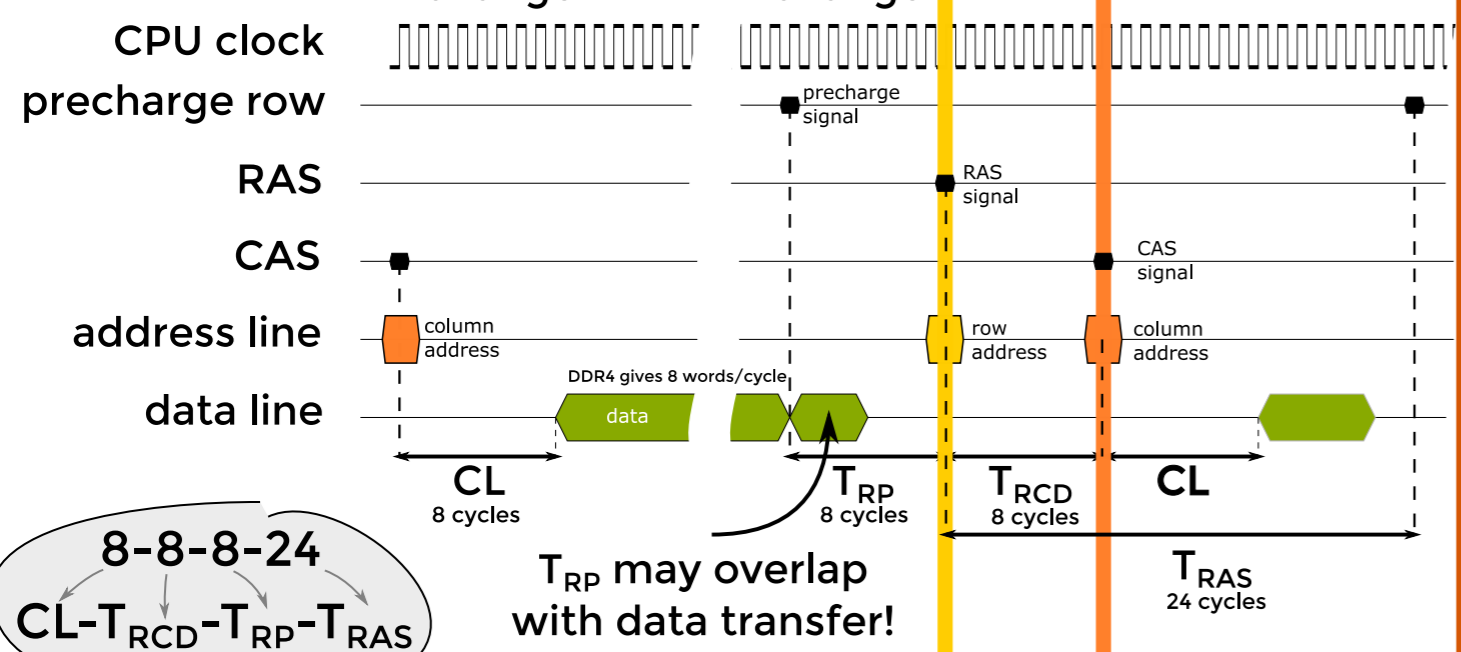 CPU clock
precharge row
precharge
signal
RAS
RAS
signal
CAS
CAS
signal
address line
column
address
row
address
column
address
DDR4 gives 8 words/cycle
data line
data
CL
8 cycles
TRP
8 cycles
TRCD
8 cycles
CL
TRAS
24 cycles
8-8-8-24
CL-TRCD-TRP-TRAS
TRP may overlap
with data transfer!